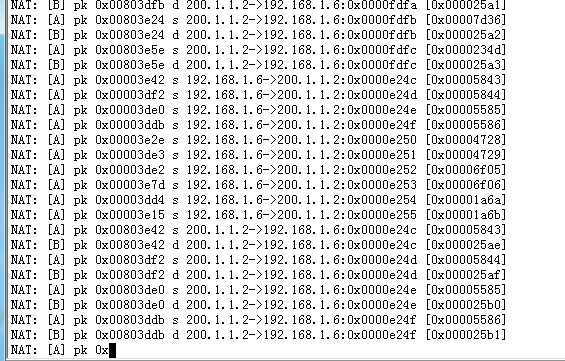 NAT: [B] pk 0x00803dfb d 200.1.1.2->192.168.1.6:0x0000fdfa [0x000025a1]
NAT: [A] pk 0x00803e24 s 200.1.1.2->192.168.1.6:0x0000fdfb [0x00007d36]
NAT: [B] pk 0x00803e24 d 200.1.1.2->192.168.1.6:0x0000fdfb [0x000025a2]
NAT: [A] pk 0x00803e5e s 200.1.1.2->192.168.1.6:0x0000fdfc [0x0000234d]
NAT: [B] pk 0x00803e5e d 200.1.1.2->192.168.1.6:0x0000fdfc [0x000025a3]
NAT: [A] pk 0x00003e42 s 192.168.1.6->200.1.1.2:0x0000e24c [0x00005843]
NAT: [A] pk 0x00003df2 s 192.168.1.6->200.1.1.2:0x0000e24d [0x00005844]
NAT: [A] pk 0x00003de0 s 192.168.1.6->200.1.1.2:0x0000e24e [0x00005585]
NAT: [A] pk 0x00003ddb s 192.168.1.6->200.1.1.2:0x0000e24f [0x00005586]
NAT: [A] pk 0x00003e2e s 192.168.1.6->200.1.1.2:0x0000e250 [0x00004728]
NAT: [A] pk 0x00003de3 s 192.168.1.6->200.1.1.2:0x0000e251 [0x00004729]
NAT: [A] pk 0x00003de2 s 192.168.1.6->200.1.1.2:0x0000e252 [0x00006f05]
NAT: [A] pk 0x00003e7d s 192.168.1.6->200.1.1.2:0x0000e253 [0x00006f06]
NAT: [A] pk 0x00003dd4 s 192.168.1.6->200.1.1.2:0x0000e254 [0x00001a6a]
NAT: [A] pk 0x00003e15 s 192.168.1.6->200.1.1.2:0x0000e255 [0x00001a6b]
NAT: [A] pk 0x00803e42 s 200.1.1.2->192.168.1.6:0x0000e24c [0x00005843]
NAT: [B] pk 0x00803e42 d 200.1.1.2->192.168.1.6:0x0000e24c [0x000025ae]
NAT: [A] pk 0x00803df2 s 200.1.1.2->192.168.1.6:0x0000e24d [0x00005844]
NAT: [B] pk 0x00803df2 d 200.1.1.2->192.168.1.6:0x0000e24d [0x000025af]
NAT: [A] pk 0x00803de0 s 200.1.1.2->192.168.1.6:0x0000e24e [0x00005585]
NAT: [B] pk 0x00803de0 d 200.1.1.2->192.168.1.6:0x0000e24e [0x000025b0]
NAT: [A] pk 0x00803ddb s 200.1.1.2->192.168.1.6:0x0000e24f [0x00005586]
NAT: [B] pk 0x00803ddb d 200.1.1.2->192.168.1.6:0x0000e24f [0x000025b1]
NAT: [A] pk 0x